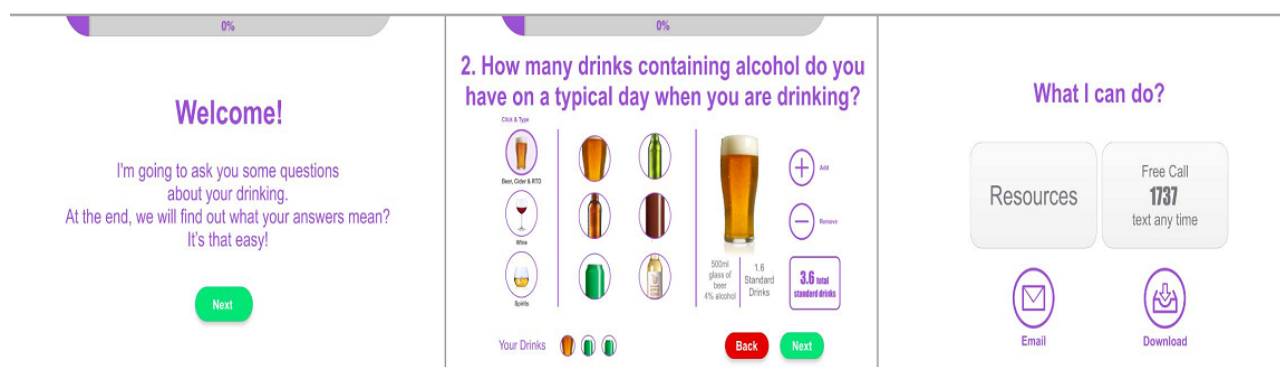 0%
Welcome!
I'm going to ask you some questions
about your drinking.
At the end, we will find out what your answers mean?
It's that easy!
Next
0%
2. How many drinks containing alcohol do you
have on a typical day when you are drinking?
Click & Type
Beer, Cider & RTD
Wine
Spirits
Add
Remove
500ml
glass of
beer
4% alcohol
1.6
Standard
Drinks
3.6 total
standard drinks
Your Drinks
Back
Next
What I can do?
Resources
Free Call
1737
text any time
Email
Download